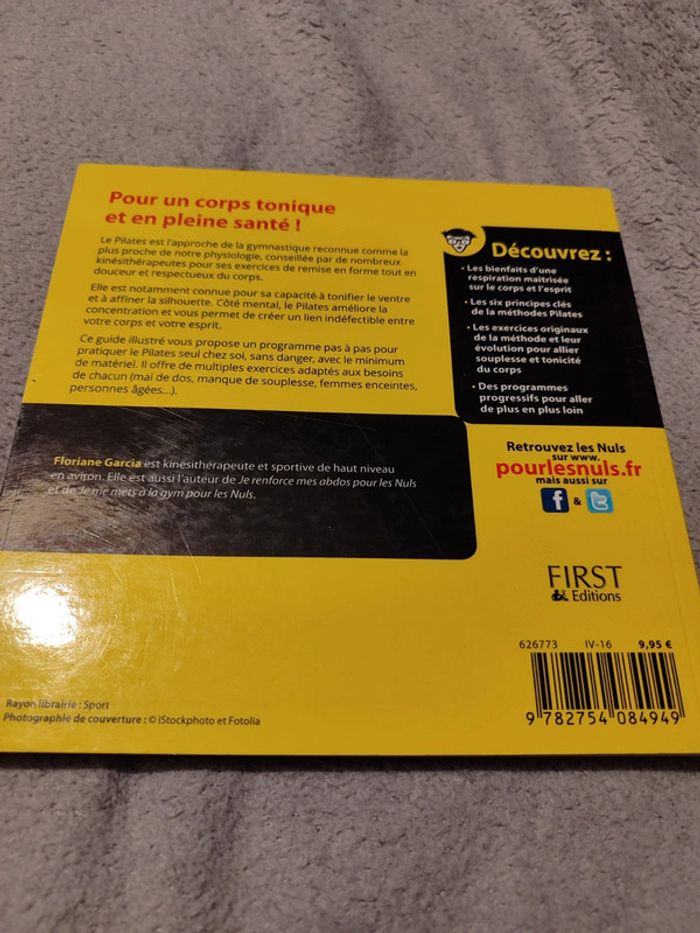 Pour un corps tonique
et en pleine santé !
Le Pilates est l'approche de la gymnastique reconnue comme la
plus proche de notre physiologie, conseillée par de nombreux
kinésithérapeutes pour ses exercices de remise en forme tout en
douceur et respectueux du corps.
Elle est notamment connue pour sa capacité à tonifier le ventre
et à affiner la silhouette. Côté mental, le Pilates améliore la
concentration et vous permet de créer un lien indéfectible entre
votre corps et votre esprit.
Ce guide illustré vous propose un programme pas à pas pour
pratiquer le Pilates seul chez soi, sans danger, avec le minimum
de matériel. Il offre de multiples exercices adaptés aux besoins
de chacun (mal de dos, manque de souplesse, femmes enceintes,
personnes âgées...).
Floriane Garcia est kinésithérapeute et sportive de haut niveau
en aviron. Elle est aussi l'auteur de Je renforce mes abdos pour les Nuls
et de Je me mets à la gym pour les Nuls.
Découvrez :
• Les bienfaits d'une
respiration maitrisée
sur le corps et l'esprit
• Les six principes clés
de la méthodes Pilates
• Les exercices originaux
de la méthode et leur
évolution pour allier
souplesse et tonicité
du corps
• Des programmes
progressifs pour aller
de plus en plus loin
Retrouvez les Nuls
sur www.
pourlesnuls.fr
mais aussi sur
f & t
FIRST
Editions
626773 IV-16 9,95 €
9 782754 084949
Rayon librairie : Sport
Photographie de couverture : © iStockphoto et Fotolia